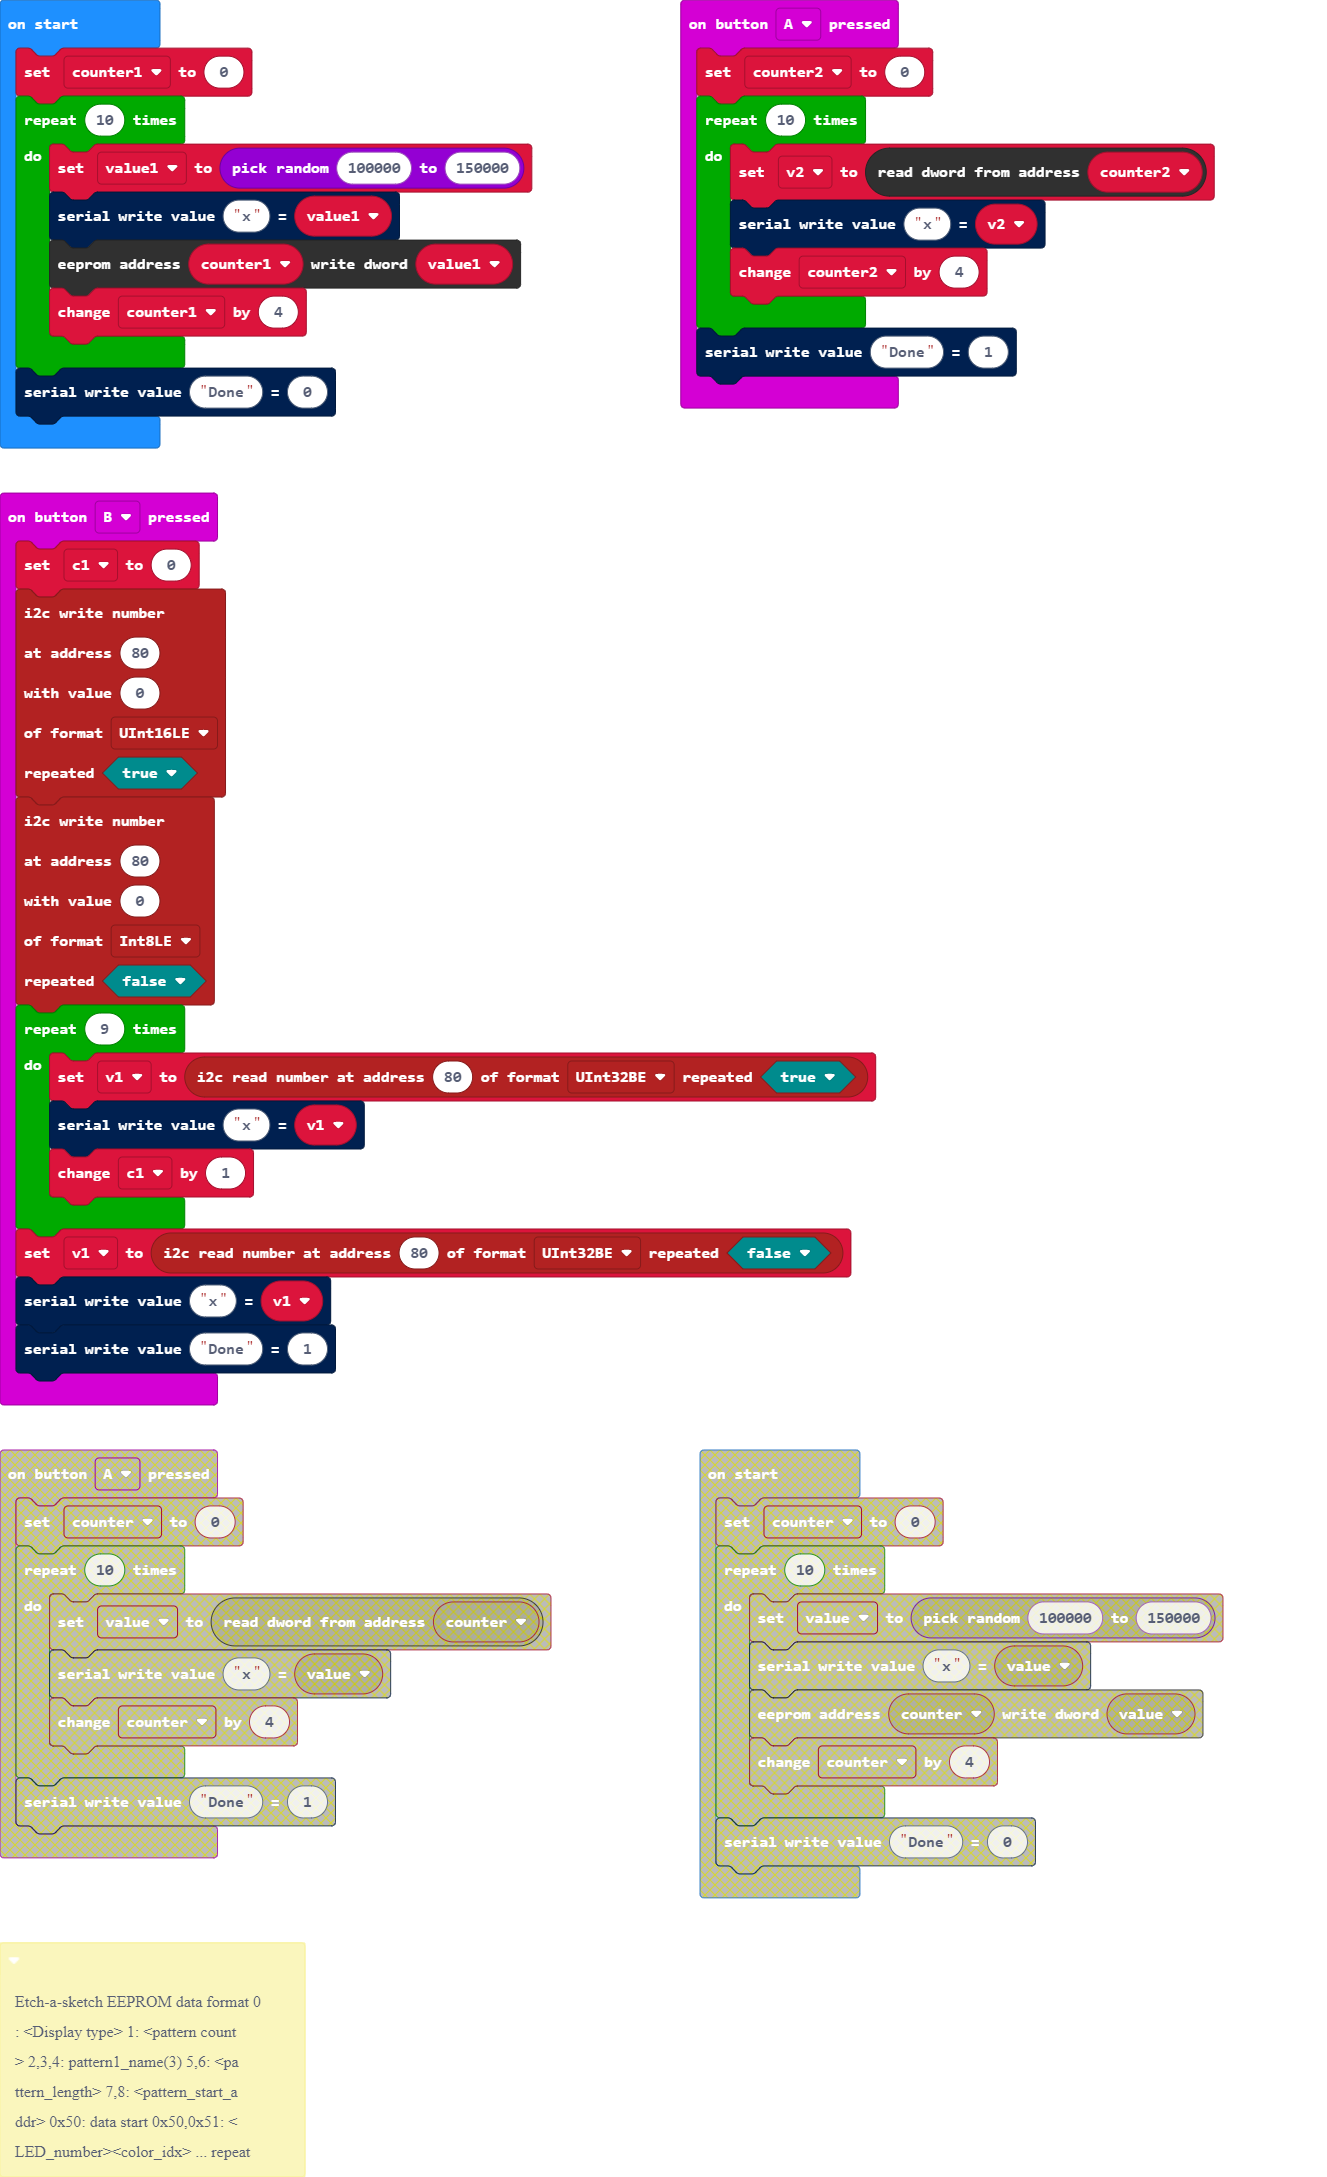 on start
set counter1 to 0
repeat 10 times
do
set value1 to pick random 100000 to 150000
serial write value "x" = value1
eeprom address counter1 write dword value1
change counter1 by 4
serial write value "Done" = 0
on button A pressed
set counter2 to 0
repeat 10 times
do
set v2 to read dword from address counter2
serial write value "x" = v2
change counter2 by 4
serial write value "Done" = 1
on button B pressed
set c1 to 0
i2c write number
at address 80
with value 0
of format UInt16LE
repeated true
i2c write number
at address 80
with value 0
of format Int8LE
repeated false
repeat 9 times
do
set v1 to i2c read number at address 80 of format UInt32BE repeated true
serial write value "x" = v1
change c1 by 1
set v1 to i2c read number at address 80 of format UInt32BE repeated false
serial write value "x" = v1
serial write value "Done" = 1
on button A pressed
set counter to 0
repeat 10 times
do
set value to read dword from address counter
serial write value "x" = value
change counter by 4
serial write value "Done" = 1
on start
set counter to 0
repeat 10 times
do
set value to pick random 100000 to 150000
serial write value "x" = value
eeprom address counter write dword value
change counter by 4
serial write value "Done" = 0
Etch-a-sketch EEPROM data format 0
: <Display type> 1: <pattern count
> 2,3,4: pattern1_name(3) 5,6: <pa
ttern_length> 7,8: <pattern_start_a
ddr> 0x50: data start 0x50,0x51: <
LED_number><color_idx> ... repeat